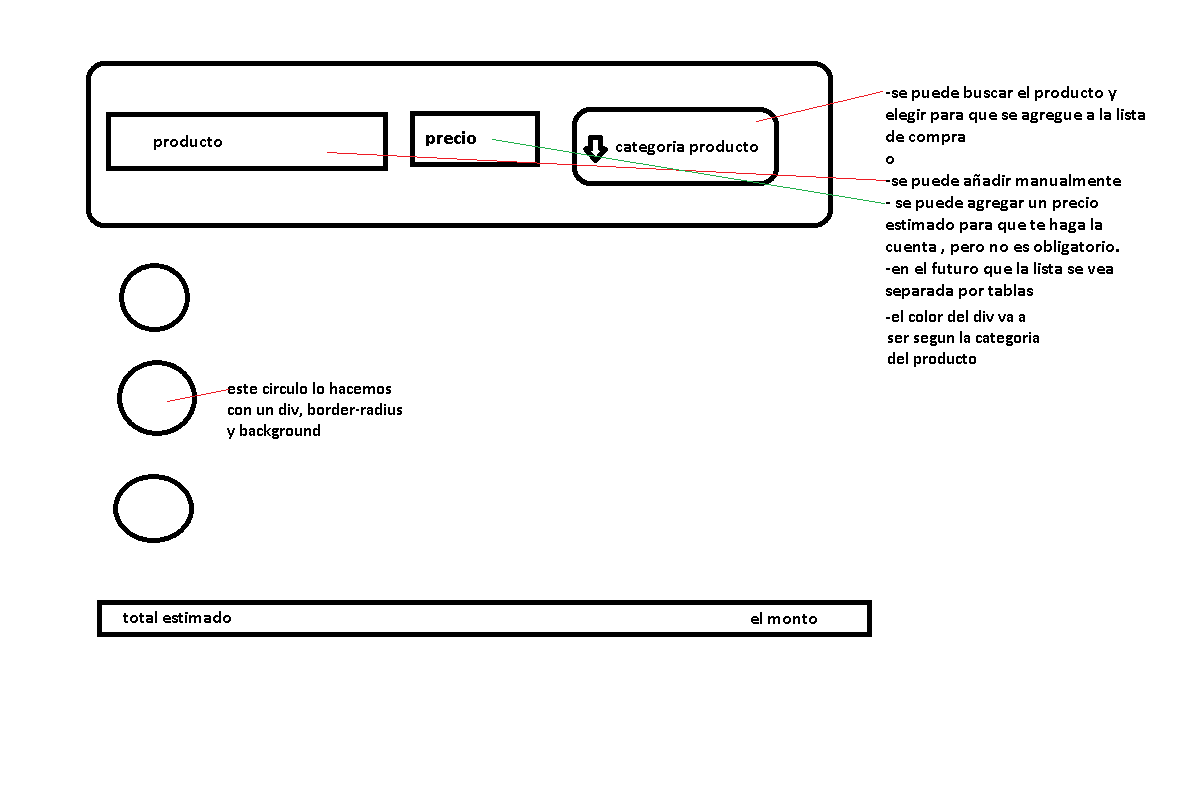 producto
precio
categoria producto
-se puede buscar el producto y
elegir para que se agregue a la lista
de compra
o
-se puede añadir manualmente
- se puede agregar un precio
estimado para que te haga la
cuenta , pero no es obligatorio.
-en el futuro que la lista se vea
separada por tablas
-el color del div va a
ser segun la categoria
del producto
este circulo lo hacemos
con un div, border-radius
y background
total estimado
el monto